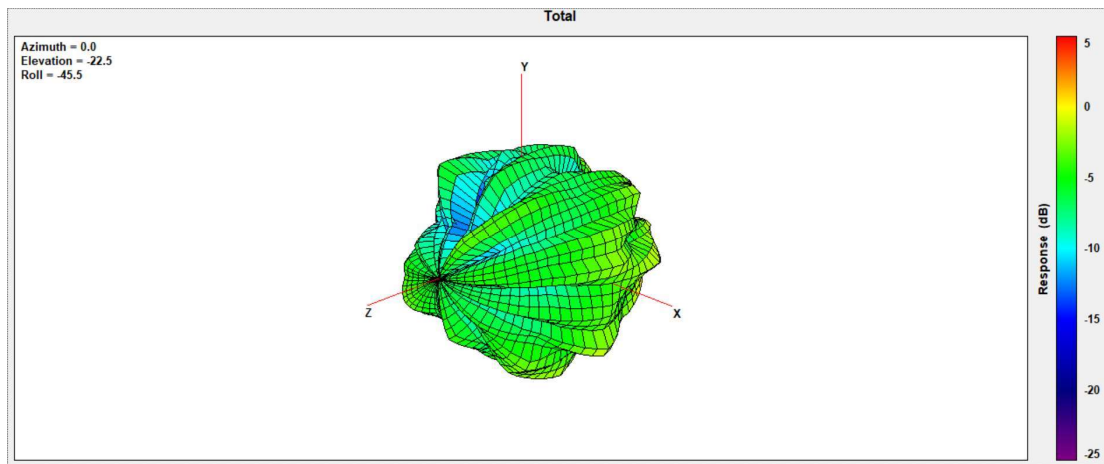 Total
Azimuth = 0.0
Elevation = -22.5
Roll = -45.5
Y
Z
X
5
0
-5
-10
-15
-20
-25
Response (dB)